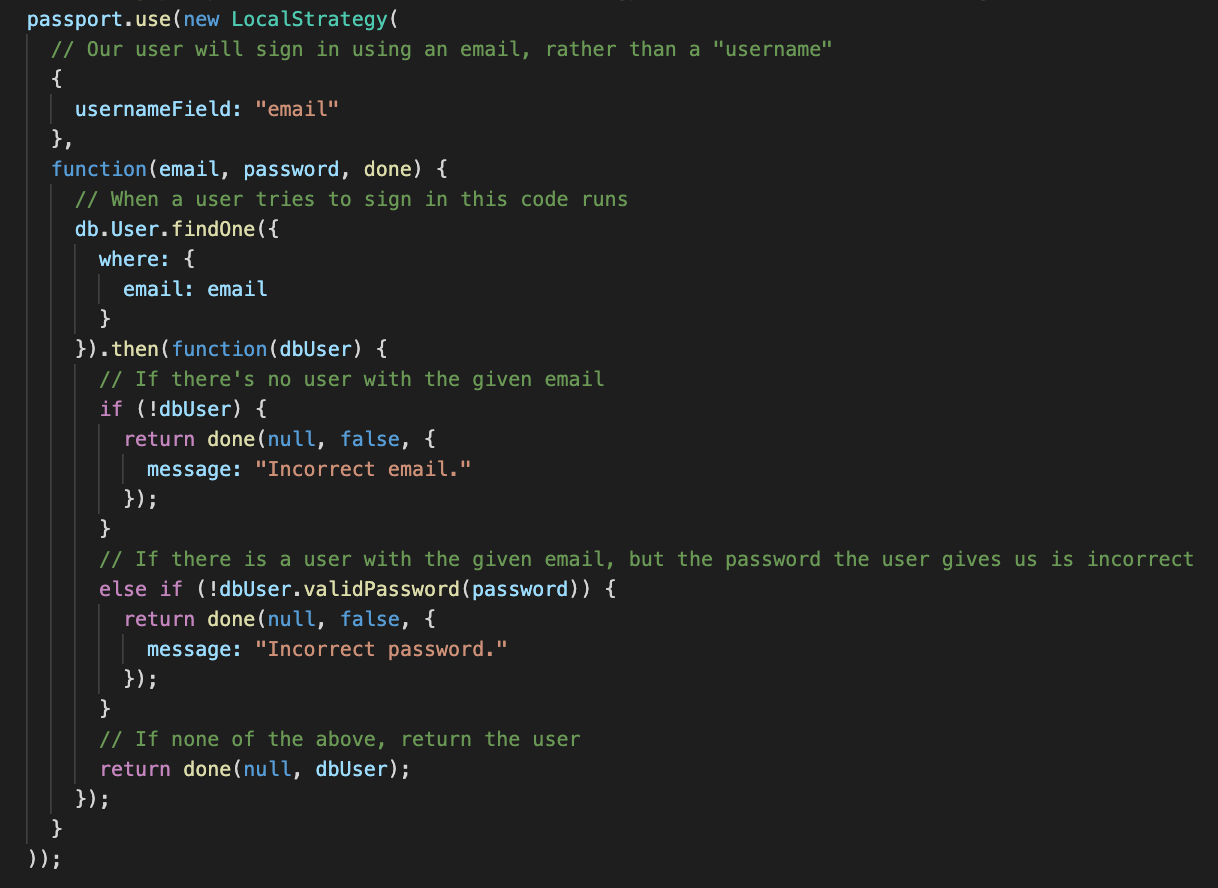 passport.use(new LocalStrategy(
  // Our user will sign in using an email, rather than a "username"
  {
    usernameField: "email"
  },
  function(email, password, done) {
    // When a user tries to sign in this code runs
    db.User.findOne({
      where: {
        email: email
      }
    }).then(function(dbUser) {
      // If there's no user with the given email
      if (!dbUser) {
        return done(null, false, {
          message: "Incorrect email."
        });
      }
      // If there is a user with the given email, but the password the user gives us is incorrect
      else if (!dbUser.validPassword(password)) {
        return done(null, false, {
          message: "Incorrect password."
        });
      }
      // If none of the above, return the user
      return done(null, dbUser);
    });
  }
));